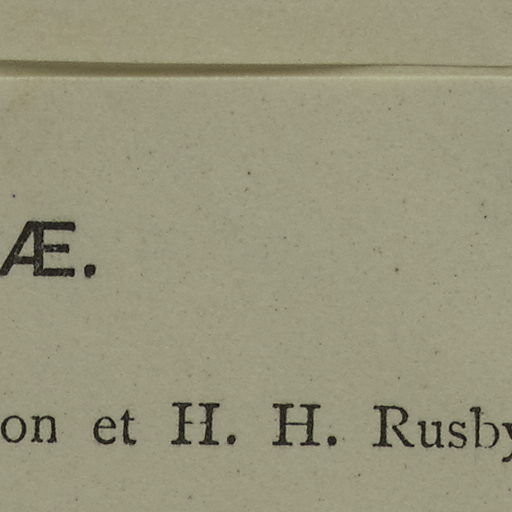 Æ.
on et H. H. Rusby